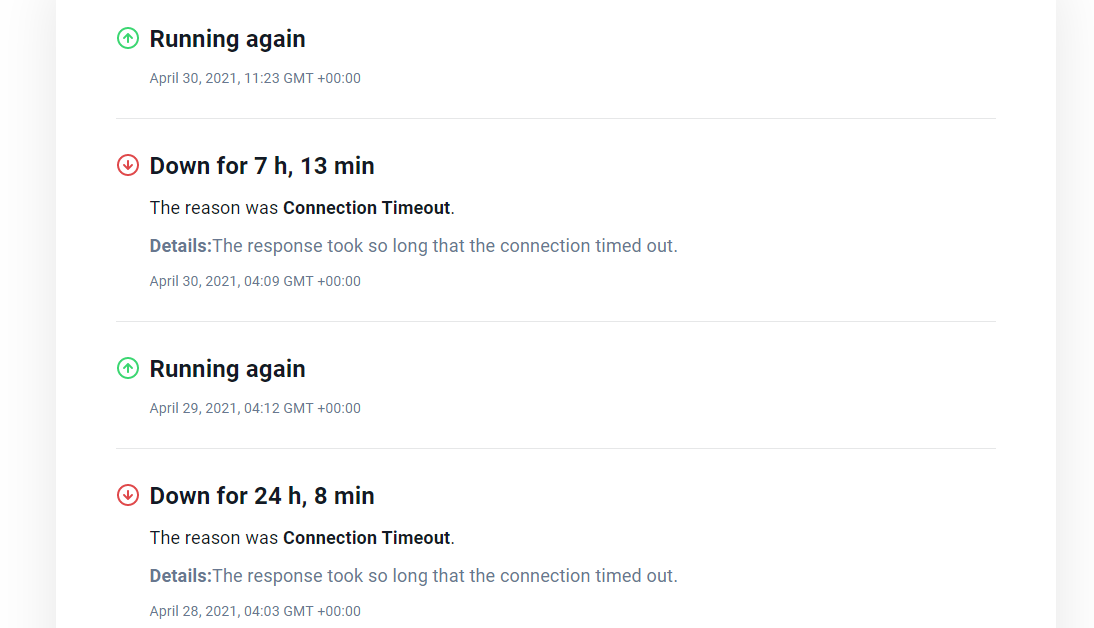 Running again
April 30, 2021, 11:23 GMT +00:00
Down for 7 h, 13 min
The reason was Connection Timeout.
Details:The response took so long that the connection timed out.
April 30, 2021, 04:09 GMT +00:00
Running again
April 29, 2021, 04:12 GMT +00:00
Down for 24 h, 8 min
The reason was Connection Timeout.
Details:The response took so long that the connection timed out.
April 28, 2021, 04:03 GMT +00:00